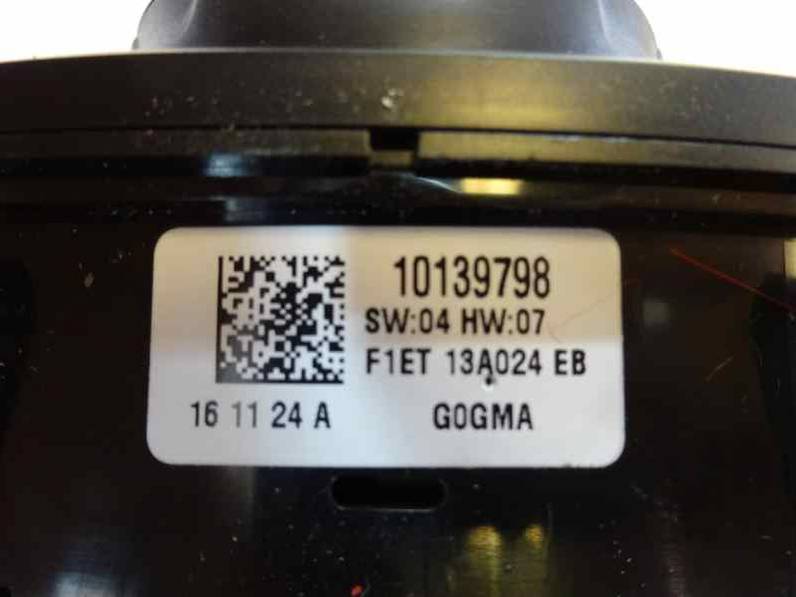 10139798
SW:04 HW:07
F1ET 13A024 EB
16 11 24 A
G0GMA